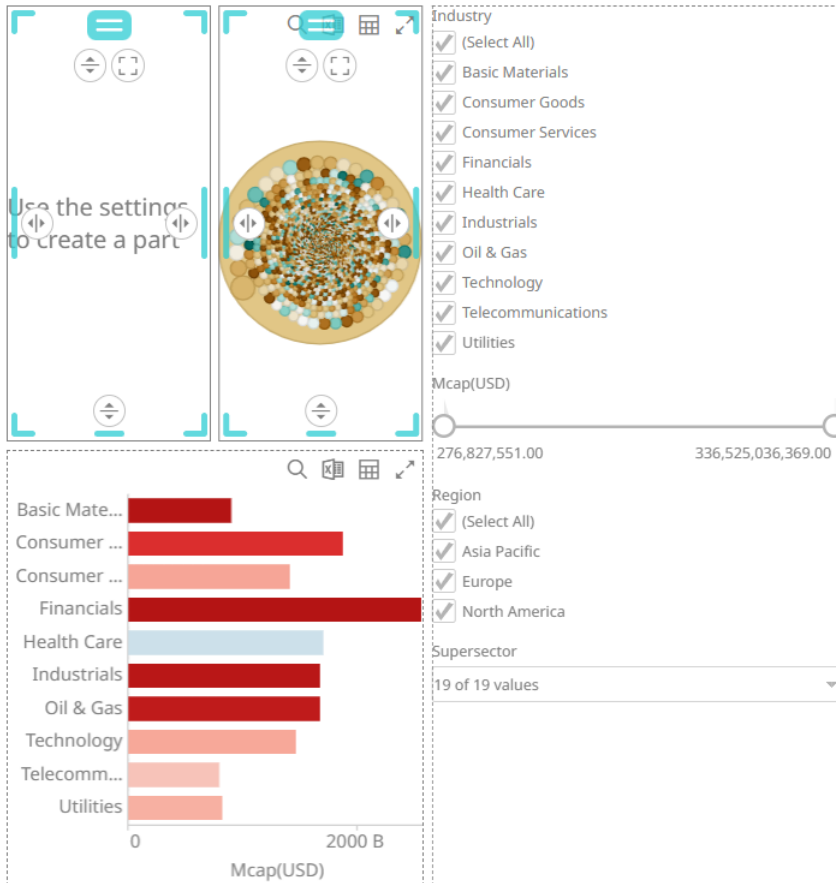 Use the settings
to create a part
Basic Mate...
Consumer ...
Consumer ...
Financials
Health Care
Industrials
Oil & Gas
Technology
Telecomm...
Utilities
0
2000 B
Mcap(USD)
Industry
(Select All)
Basic Materials
Consumer Goods
Consumer Services
Financials
Health Care
Industrials
Oil & Gas
Technology
Telecommunications
Utilities
Mcap(USD)
276,827,551.00
336,525,036,369.00
Region
(Select All)
Asia Pacific
Europe
North America
Supersector
19 of 19 values